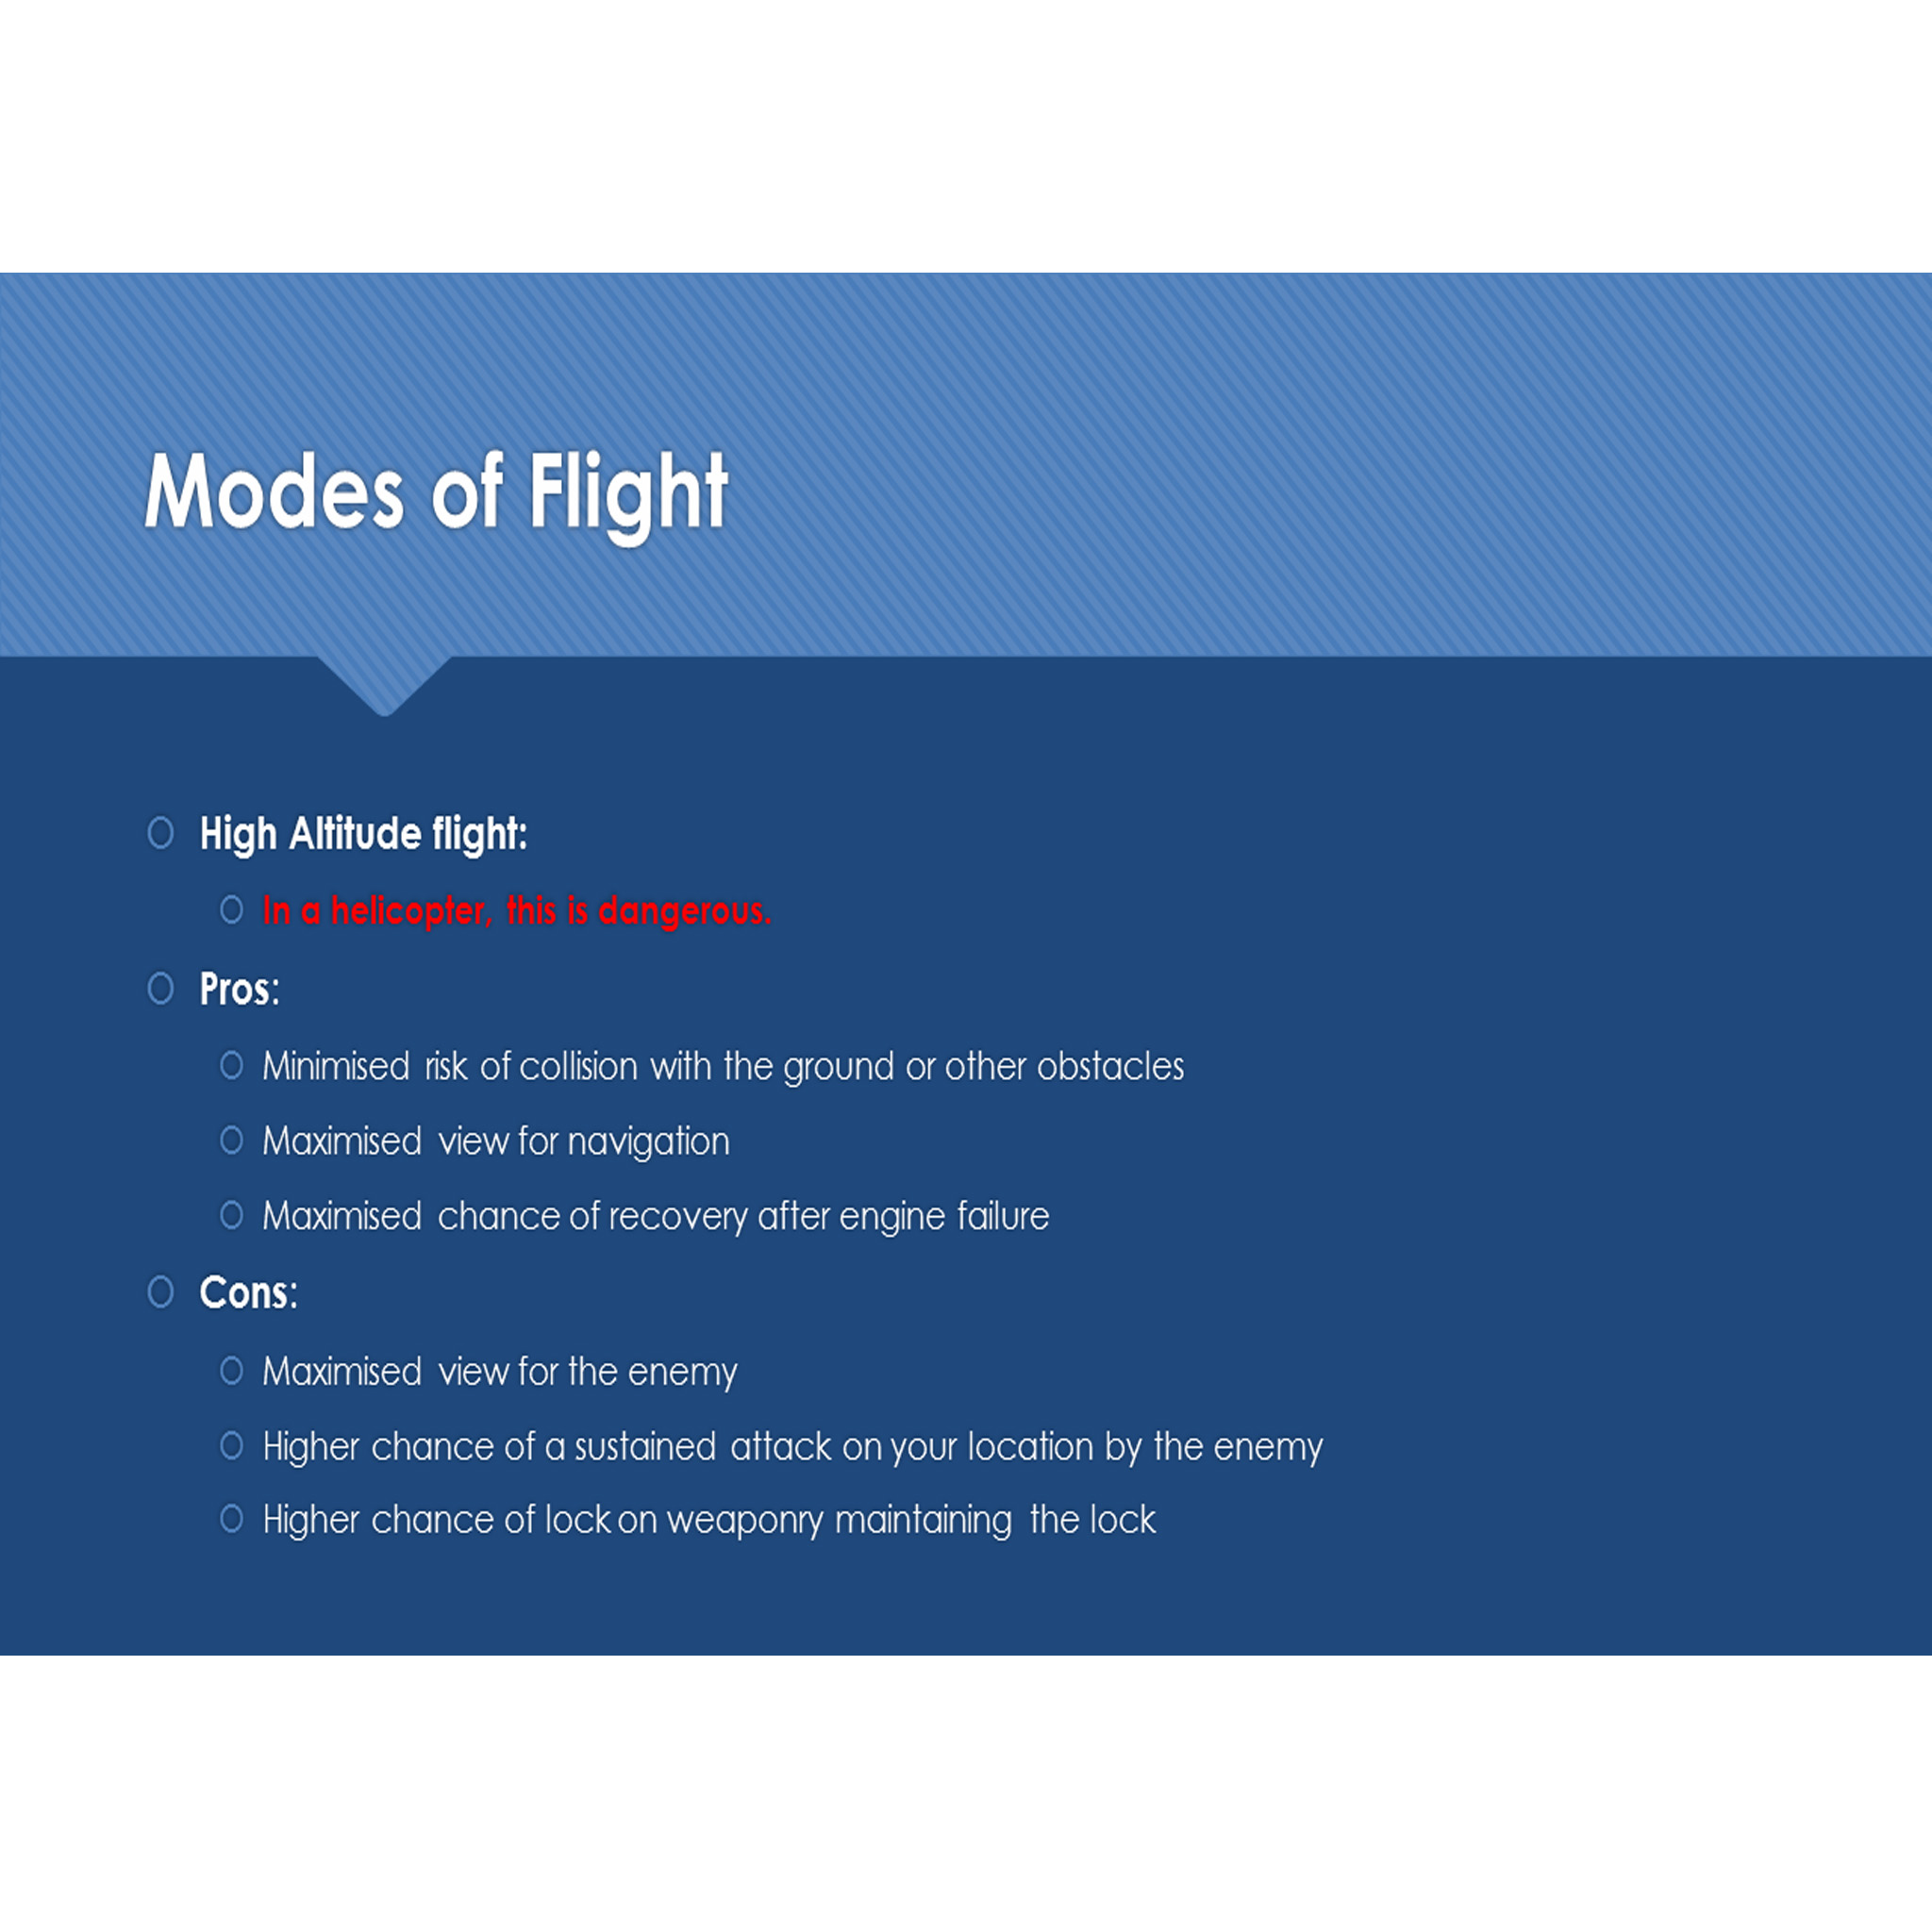 Modes of Flight
High Altitude flight:
In a helicopter, this is dangerous.
Pros:
Minimised risk of collision with the ground or other obstacles
Maximised view for navigation
Maximised chance of recovery after engine failure
Cons:
Maximised view for the enemy
Higher chance of a sustained attack on your location by the enemy
Higher chance of lock on weaponry maintaining the lock